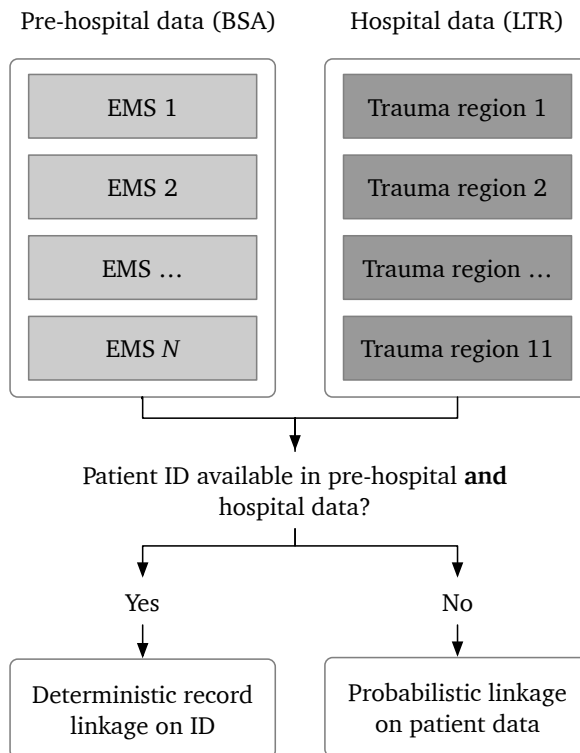 Pre-hospital data (BSA)
Hospital data (LTR)
EMS 1
EMS 2
EMS …
EMS N
Trauma region 1
Trauma region 2
Trauma region …
Trauma region 11
Patient ID available in pre-hospital and
hospital data?
Yes
No
Deterministic record
linkage on ID
Probabilistic linkage
on patient data